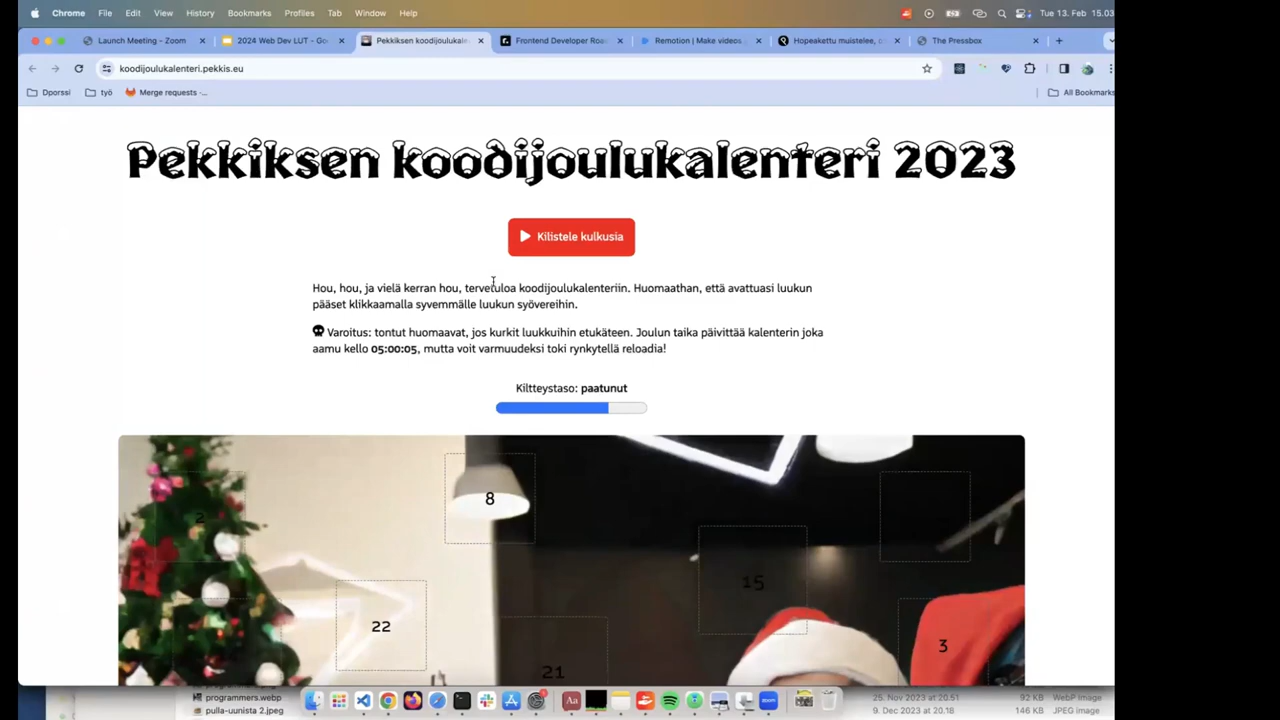 Chrome File Edit View History Bookmarks Profiles Tab Window Help Tue 13. Feb 15.03
Launch Meeting - Zoom 2024 Web Dev LUT - Go Pekkiksen koodijoulukale Frontend Developer Roa Remotion | Make videos Hopeakettu muistelee, o The Pressbox
koodijoulukalenteri.pekkis.eu
Dporssi työ Merge requests -... All Bookmarks
Pekkiksen koodijoulukalenteri 2023
Kilistele kulkusia
Hou, hou, ja vielä kerran hou, tervetuloa koodijoulukalenteriin. Huomaathan, että avattuasi luukun
pääset klikkaamalla syvemmälle luukun syövereihin.
Varoitus: tontut huomaavat, jos kurkit luukkuihin etukäteen. Joulun taika päivittää kalenterin joka
aamu kello 05:00:05, mutta voit varmuudeksi toki rynkytellä reloadia!
Kiltteystaso: paatunut
8
2
15
22
3
21
programmers.webp 25. Nov 2023 at 20.51 92 KB WebP Image
pulla-uunista 2.jpeg 9. Dec 2023 at 20.18 146 KB JPEG image